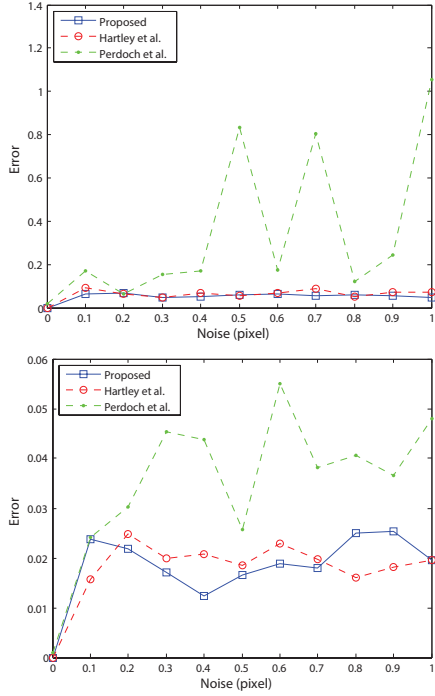 1.4
1.2
1
0.8
0.6
0.4
0.2
0
Error
Proposed
Hartley et al.
Perdoch et al.
0 0.1 0.2 0.3 0.4 0.5 0.6 0.7 0.8 0.9 1
Noise (pixel)
0.06
0.05
0.04
0.03
0.02
0.01
0.00
Error
Proposed
Hartley et al.
Perdoch et al.
0 0.1 0.2 0.3 0.4 0.5 0.6 0.7 0.8 0.9 1
Noise (pixel)